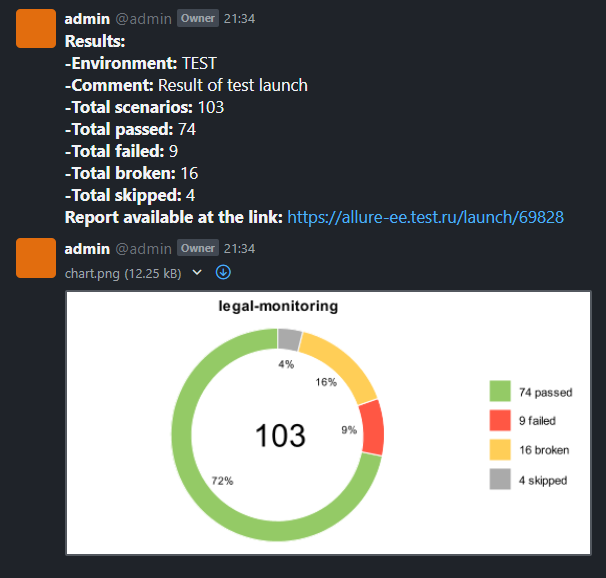 admin @admin Owner 21:34
Results:
-Environment: TEST
-Comment: Result of test launch
-Total scenarios: 103
-Total passed: 74
-Total failed: 9
-Total broken: 16
-Total skipped: 4
Report available at the link: https://allure-ee.test.ru/launch/69828
admin @admin Owner 21:34
chart.png (12.25 kB)
legal-monitoring
4%
16%
9%
72%
103
74 passed
9 failed
16 broken
4 skipped